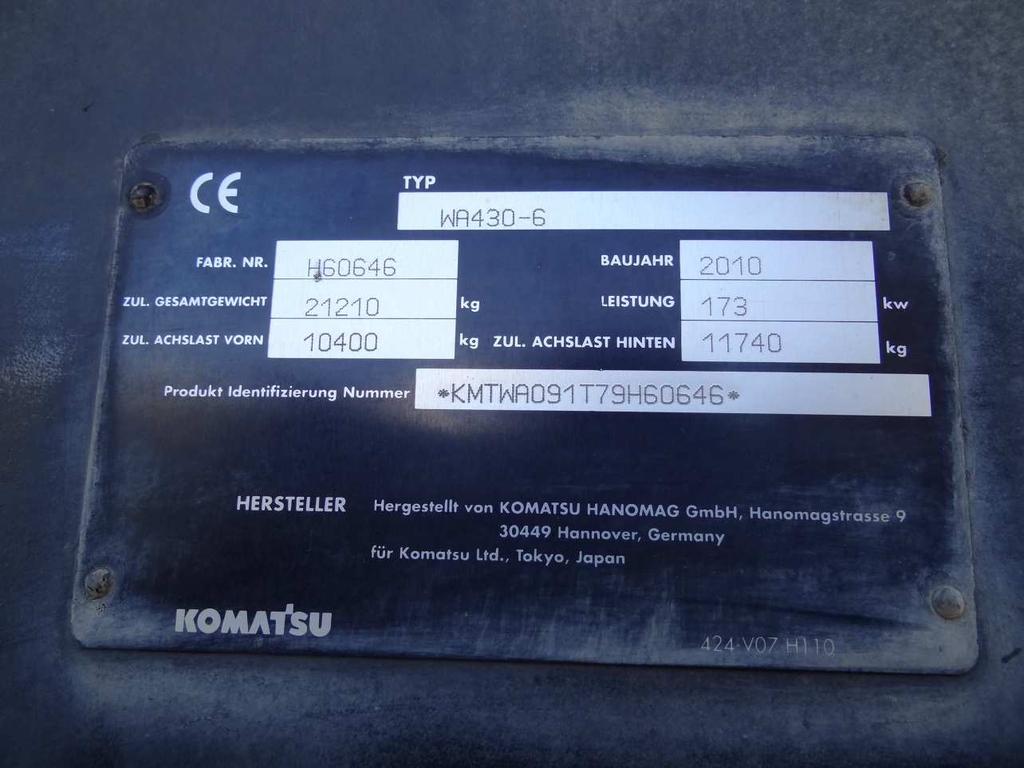 CE
TYP WA430-6
FABR. NR. H60646 BAUJAHR 2010
ZUL. GESAMTGEWICHT 21210 kg LEISTUNG 173 kw
ZUL. ACHSLAST VORN 10400 kg ZUL. ACHSLAST HINTEN 11740 kg
Produkt Identifizierung Nummer *KMTWA091T79H60646*
HERSTELLER Hergestellt von KOMATSU HANOMAG GmbH, Hanomagstrasse 9
30449 Hannover, Germany
für Komatsu Ltd., Tokyo, Japan
KOMATSU
424-V07 H110